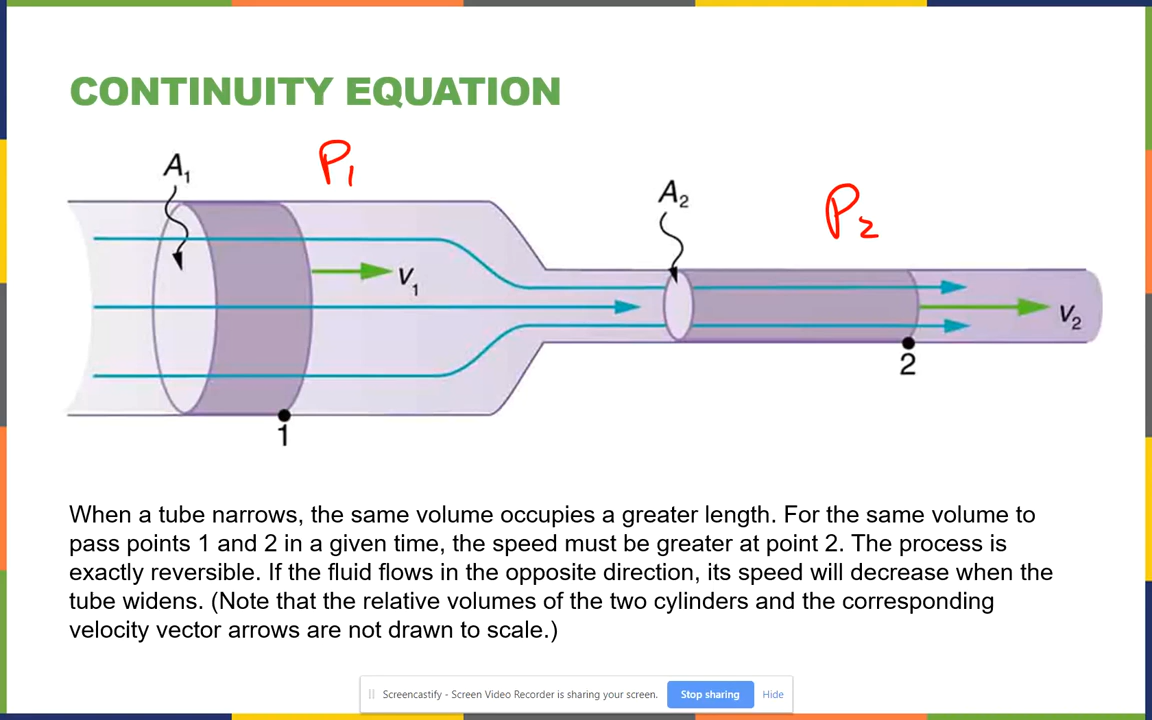 CONTINUITY EQUATION
A₁
P₁
A₂
P₂
v₁
v₂
2
1
When a tube narrows, the same volume occupies a greater length. For the same volume to
pass points 1 and 2 in a given time, the speed must be greater at point 2. The process is
exactly reversible. If the fluid flows in the opposite direction, its speed will decrease when the
tube widens. (Note that the relative volumes of the two cylinders and the corresponding
velocity vector arrows are not drawn to scale.)
Screencastify - Screen Video Recorder is sharing your screen. Stop sharing Hide